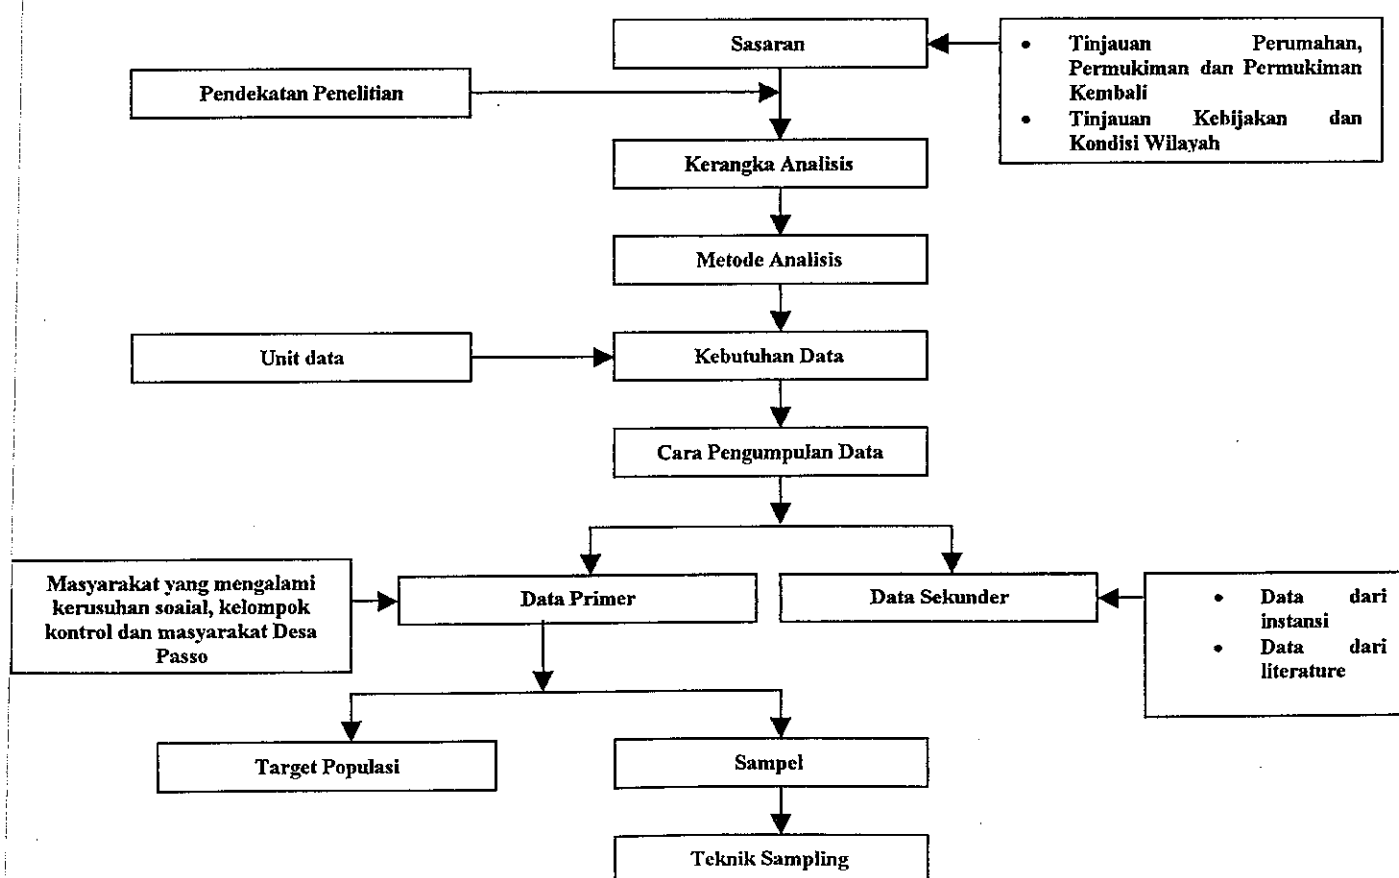 Sasaran
• Tinjauan Perumahan,
Permukiman dan Permukiman
Kembali
• Tinjauan Kebijakan dan
Kondisi Wilayah
Pendekatan Penelitian
Kerangka Analisis
Metode Analisis
Unit data
Kebutuhan Data
Cara Pengumpulan Data
Masyarakat yang mengalami
kerusuhan soaial, kelompok
kontrol dan masyarakat Desa
Passo
Data Primer
Data Sekunder
• Data dari
instansi
• Data dari
literature
Target Populasi
Sampel
Teknik Sampling